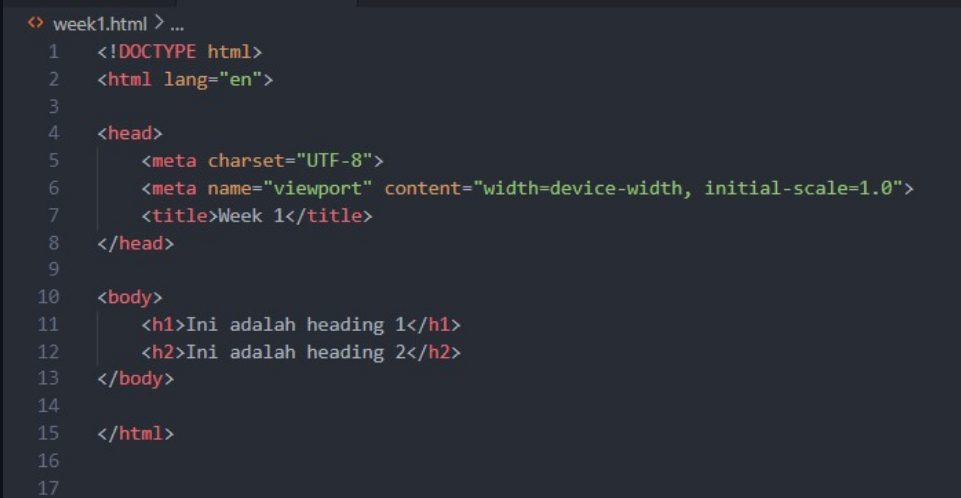 week1.html > ...
1 <!DOCTYPE html>
2 <html lang="en">
3
4 <head>
5     <meta charset="UTF-8">
6     <meta name="viewport" content="width=device-width, initial-scale=1.0">
7     <title>Week 1</title>
8 </head>
9
10 <body>
11     <h1>Ini adalah heading 1</h1>
12     <h2>Ini adalah heading 2</h2>
13 </body>
14
15 </html>
16
17